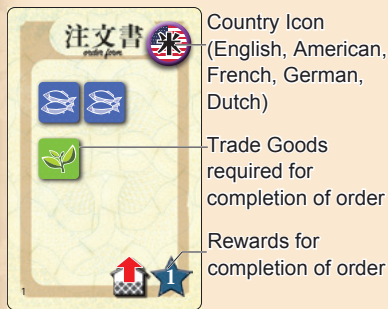 注文書
order form
米
1
1
Country Icon
(English, American,
French, German,
Dutch)
Trade Goods
required for
completion of order
Rewards for
completion of order